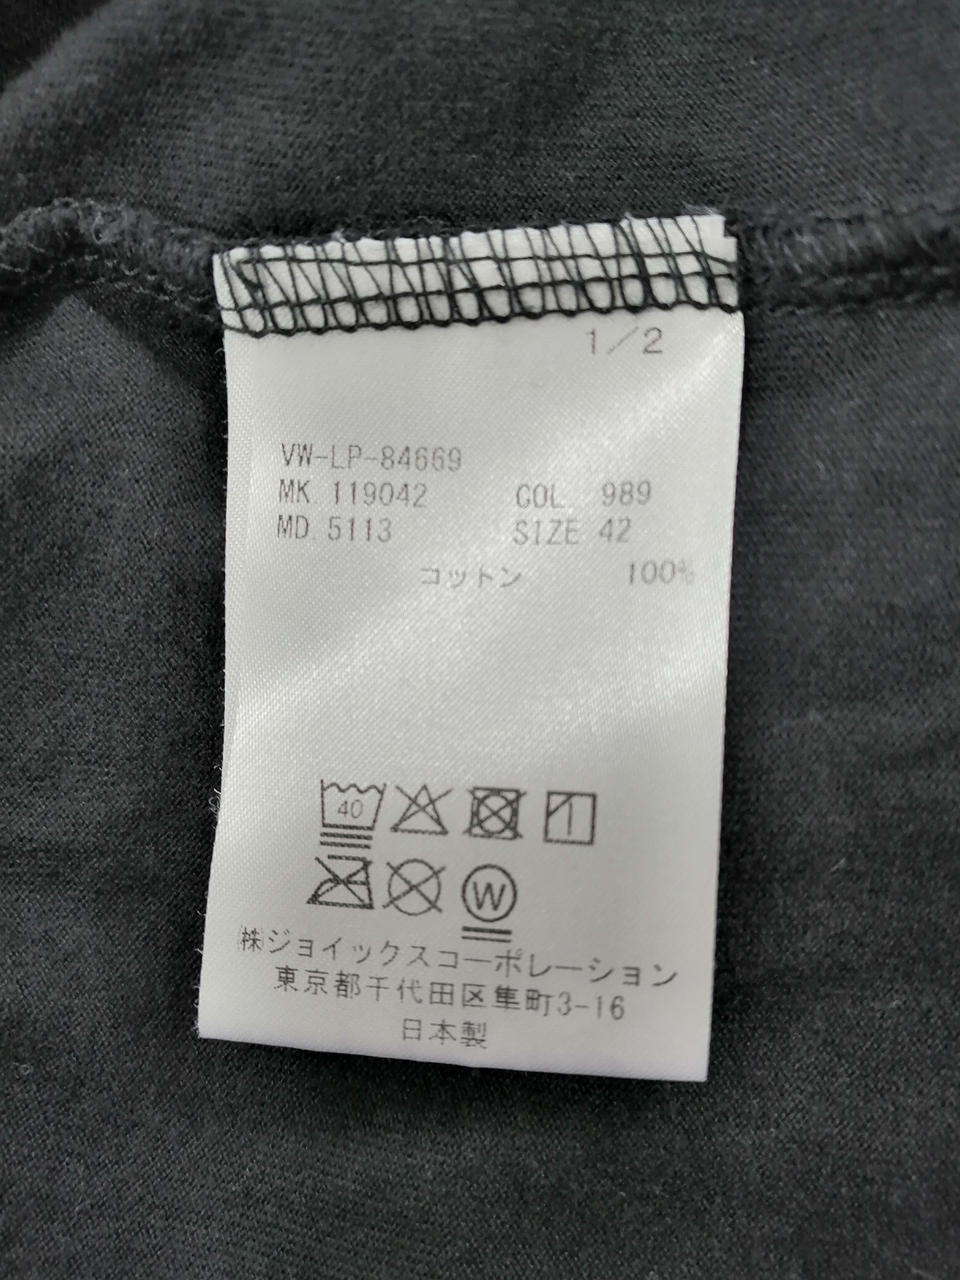 1／2
VW-LP-84669
MK. 119042 COL. 989
MD. 5113 SIZE 42
コットン 100%
40
W
㈱ジョイックスコーポレーション
東京都千代田区隼町3-16
日本製